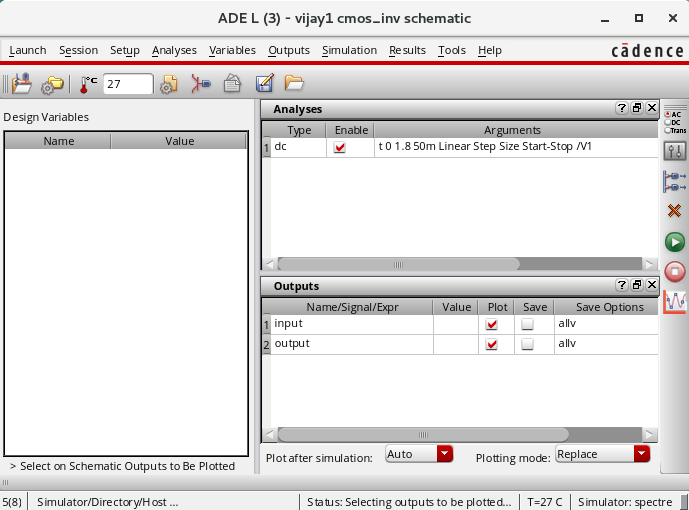 ADE L (3) - vijay1 cmos_inv schematic
Launch Session Setup Analyses Variables Outputs Simulation Results Tools Help
cādence
°C 27
Design Variables
Name Value
Analyses
Type Enable Arguments
1 dc t 0 1.8 50m Linear Step Size Start-Stop /V1
Outputs
Name/Signal/Expr Value Plot Save Save Options
1 input allv
2 output allv
AC
DC
Trans
> Select on Schematic Outputs to Be Plotted
Plot after simulation: Auto Plotting mode: Replace
5(8) Simulator/Directory/Host ... Status: Selecting outputs to be plotted... T=27 C Simulator: spectre